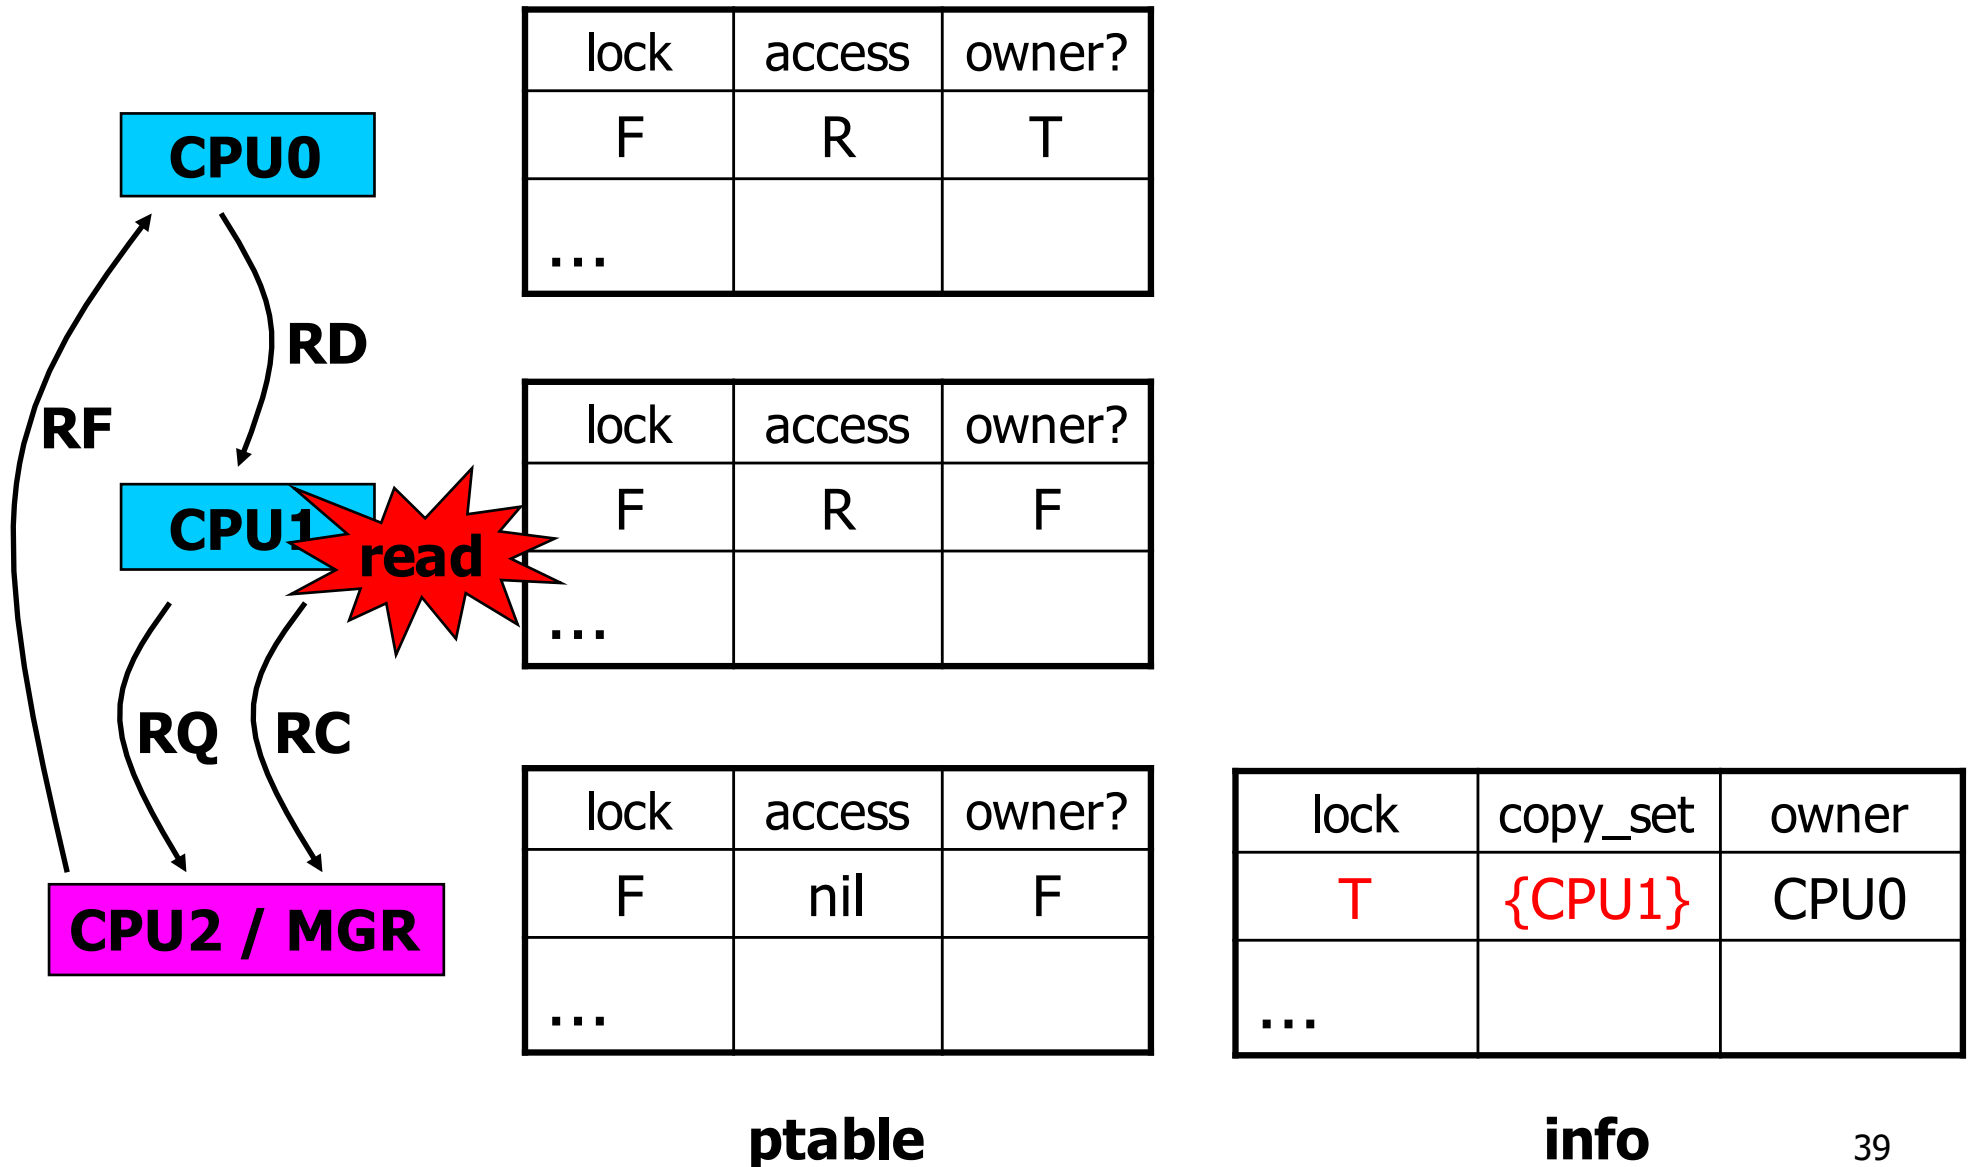 lock access owner?
F R T
...
CPU0
RD
RF
lock access owner?
F R F
...
CPU1
read
RQ RC
lock access owner?
F nil F
...
CPU2 / MGR
lock copy_set owner
T {CPU1} CPU0
...
ptable
info
39